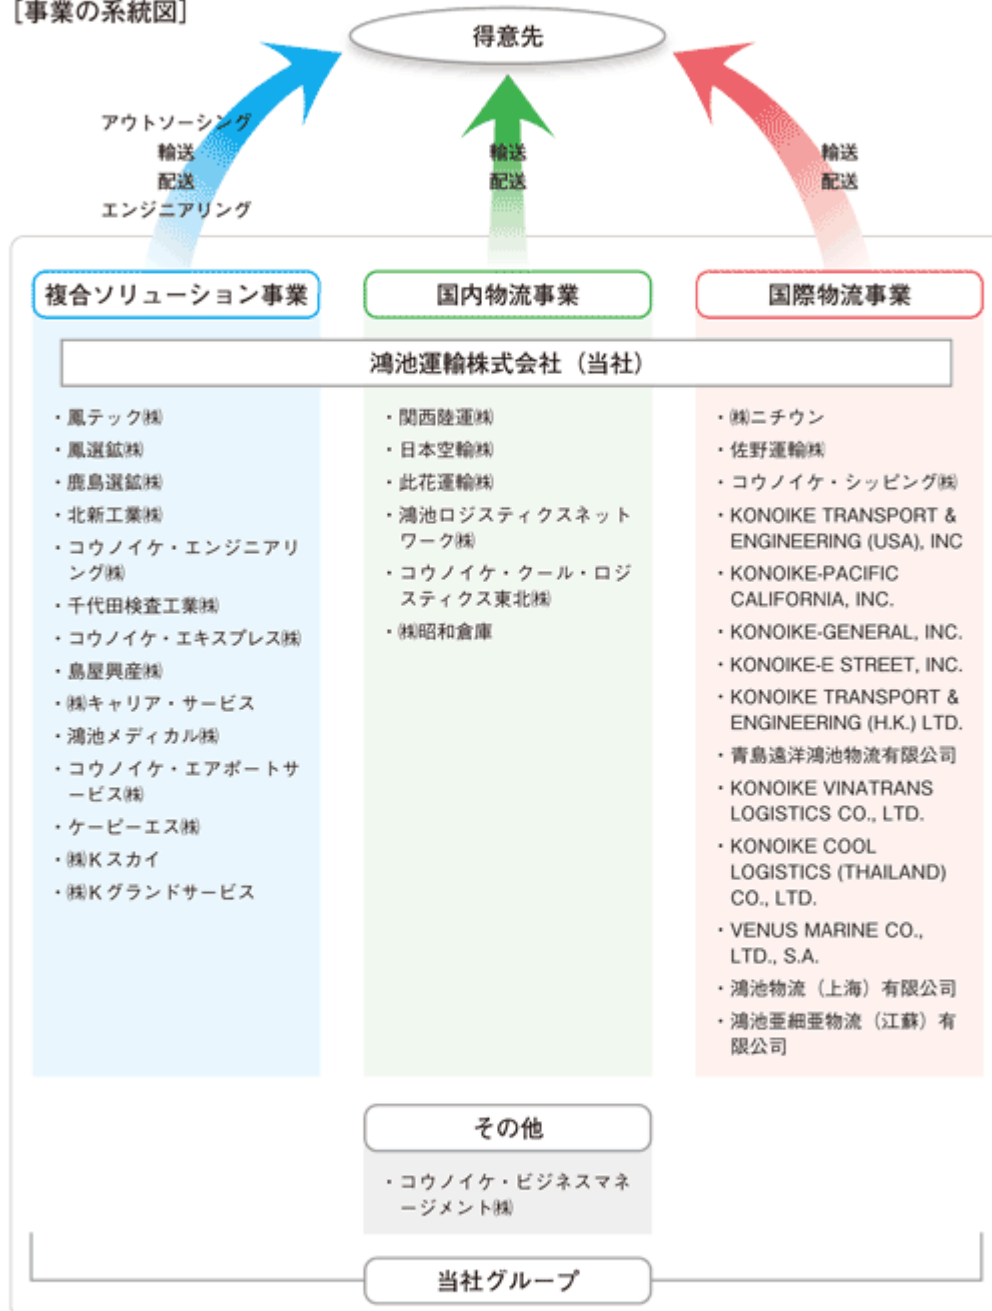 [事業の系統図]
得意先
アウトソーシング
輸送
配送
エンジニアリング
輸送
配送
輸送
配送
複合ソリューション事業
国内物流事業
国際物流事業
鴻池運輸株式会社（当社）
・鳳テック㈱
・鳳選鉱㈱
・鹿島選鉱㈱
・北新工業㈱
・コウノイケ・エンジニアリ
ング㈱
・千代田検査工業㈱
・コウノイケ・エキスプレス㈱
・島屋興産㈱
・㈱キャリア・サービス
・鴻池メディカル㈱
・コウノイケ・エアポートサ
ービス㈱
・ケーピーエス㈱
・㈱Kスカイ
・㈱Kグランドサービス
・関西陸運㈱
・日本空輸㈱
・此花運輸㈱
・鴻池ロジスティクスネット
ワーク㈱
・コウノイケ・クール・ロジ
スティクス東北㈱
・㈱昭和倉庫
・㈱ニチウン
・佐野運輸㈱
・コウノイケ・シッピング㈱
・KONOIKE TRANSPORT &
ENGINEERING (USA), INC
・KONOIKE-PACIFIC
CALIFORNIA, INC.
・KONOIKE-GENERAL, INC.
・KONOIKE-E STREET, INC.
・KONOIKE TRANSPORT &
ENGINEERING (H.K.) LTD.
・青島遠洋鴻池物流有限公司
・KONOIKE VINATRANS
LOGISTICS CO., LTD.
・KONOIKE COOL
LOGISTICS (THAILAND)
CO., LTD.
・VENUS MARINE CO.,
LTD., S.A.
・鴻池物流（上海）有限公司
・鴻池亜細亜物流（江蘇）有
限公司
その他
・コウノイケ・ビジネスマネ
ージメント㈱
当社グループ